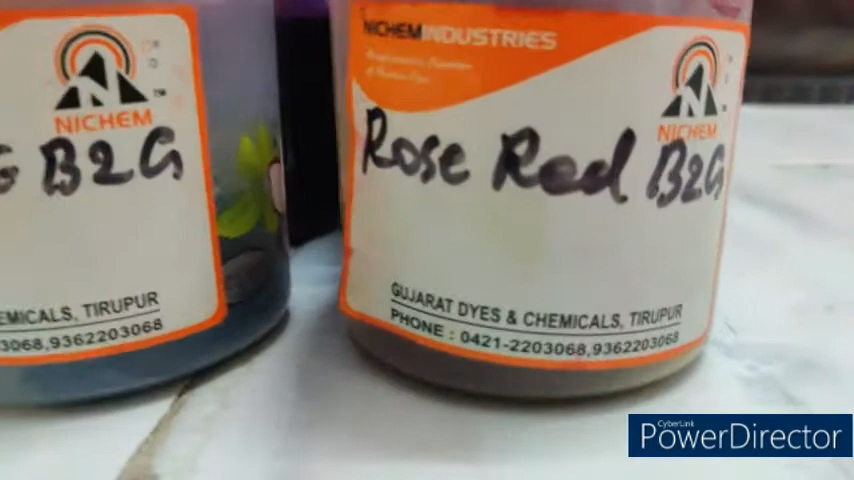 NICHEM
B2G
EMICALS, TIRUPUR
3068,9362203068
NICHEMINDUSTRIES
NICHEM
Rose Red B2G
GUJARAT DYES & CHEMICALS, TIRUPUR
PHONE : 0421-2203068,9362203068
CyberLink
PowerDirector